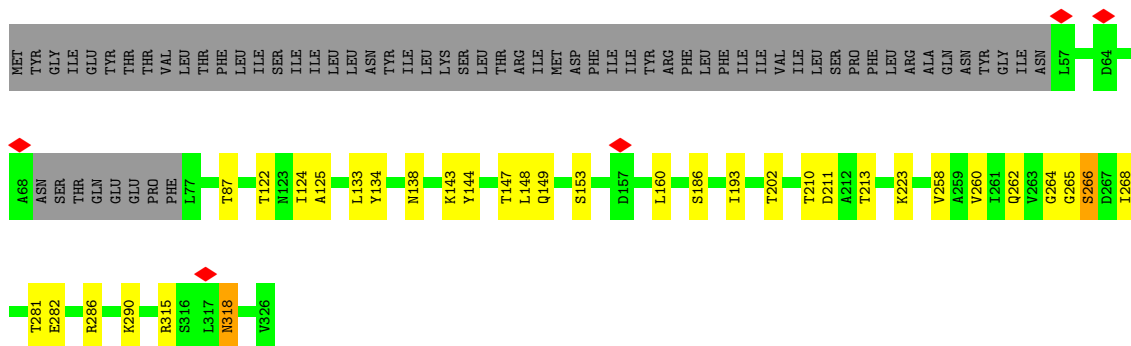 MET TYR GLY ILE GLU TYR THR THR VAL LEU THR PHE LEU ILE SER ILE ILE LEU LEU ASN TYR ILE LEU LYS SER LEU THR ARG ILE MET ASP PHE ILE ILE TYR ARG PHE LEU PHE ILE ILE VAL ILE LEU SER PRO PHE LEU ARG ALA GLN ASN TYR GLY ILE ASN L57 D64
A68 ASN SER THR GLN GLU GLU PRO PHE L77 T87 T122 N123 I124 A125 L133 Y134 N138 K143 Y144 T147 L148 Q149 S153 D157 L160 S186 I193 T202 T210 D211 A212 T213 K223 V258 A259 V260 I261 Q262 V263 G264 G265 S266 D267 I268
T281 E282 R286 K290 R315 S316 L317 N318 V326